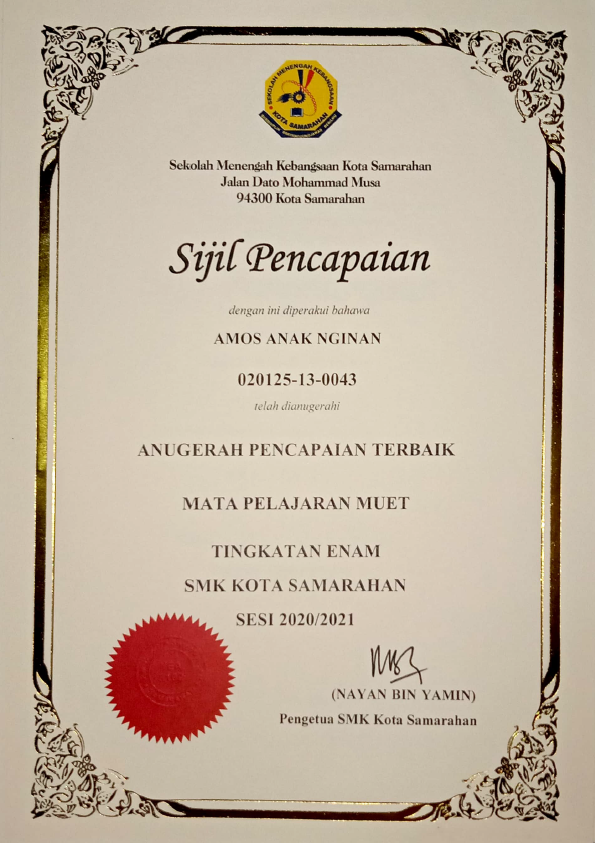 SEKOLAH MENENGAH KEBANGSAAN
KOTA SAMARAHAN
Sekolah Menengah Kebangsaan Kota Samarahan
Jalan Dato Mohammad Musa
94300 Kota Samarahan
Sijil Pencapaian
dengan ini diperakui bahawa
AMOS ANAK NGINAN
020125-13-0043
telah dianugerahi
ANUGERAH PENCAPAIAN TERBAIK
MATA PELAJARAN MUET
TINGKATAN ENAM
SMK KOTA SAMARAHAN
SESI 2020/2021
(NAYAN BIN YAMIN)
Pengetua SMK Kota Samarahan